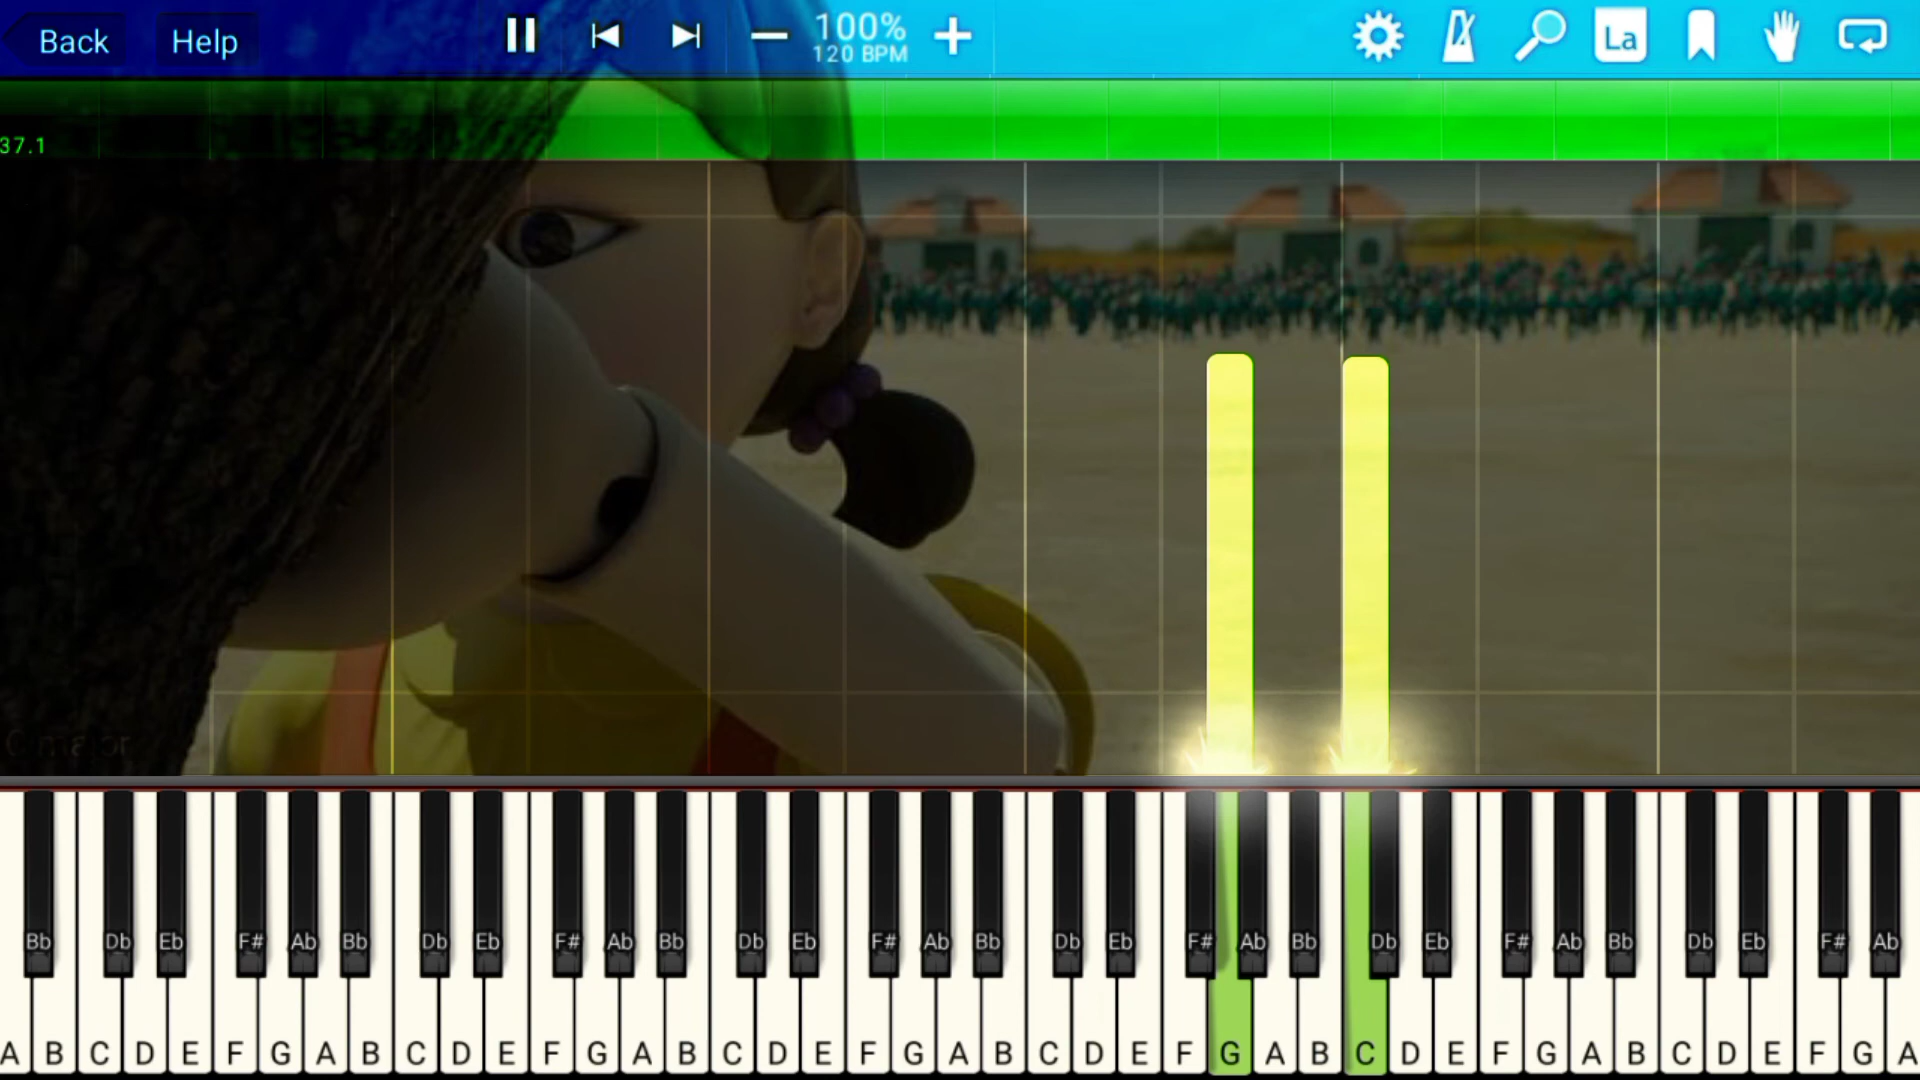 Back Help 100% La
120 BPM
37.1
C major
Bb Db Eb F# Ab Bb Db Eb F# Ab Bb Db Eb F# Ab Bb Db Eb F# Ab Bb Db Eb F# Ab Bb Db Eb F# Ab
A B C D E F G A B C D E F G A B C D E F G A B C D E F G A B C D E F G A B C D E F G A